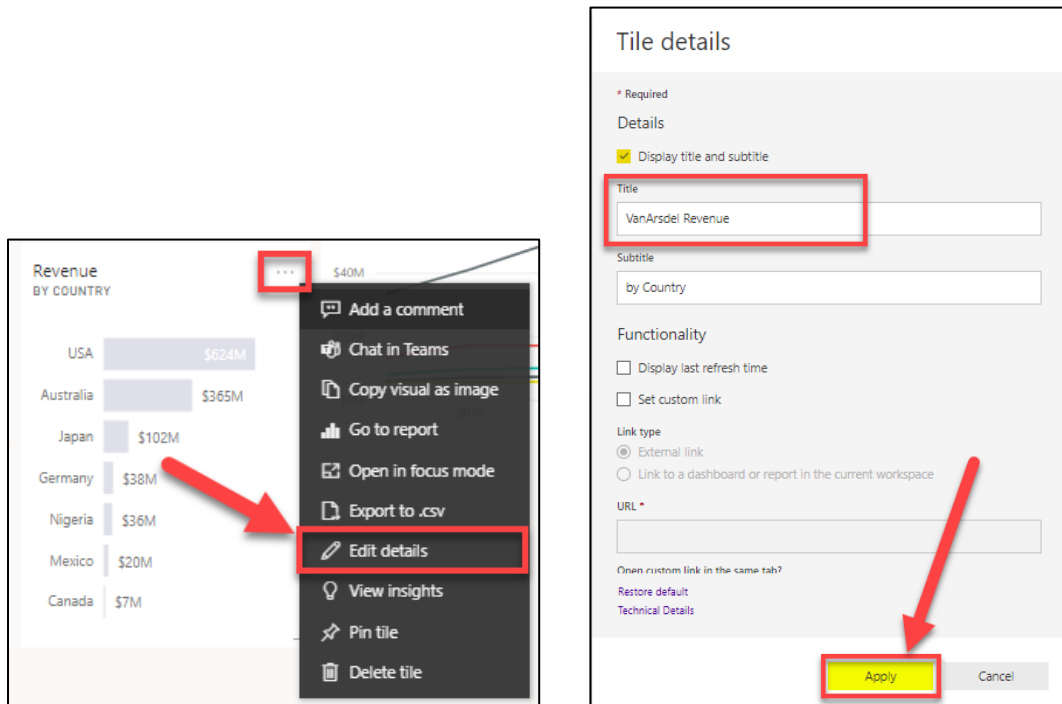 Revenue
BY COUNTRY
...
$40M
USA
$624M
Australia
$365M
Japan
$102M
Germany
$38M
Nigeria
$36M
Mexico
$20M
Canada
$7M
Add a comment
Chat in Teams
Copy visual as image
Go to report
Open in focus mode
Export to .csv
Edit details
View insights
Pin tile
Delete tile
Tile details
* Required
Details
Display title and subtitle
Title
VanArsdel Revenue
Subtitle
by Country
Functionality
Display last refresh time
Set custom link
Link type
External link
Link to a dashboard or report in the current workspace
URL *
Open custom link in the same tab?
Restore default
Technical Details
Apply Cancel